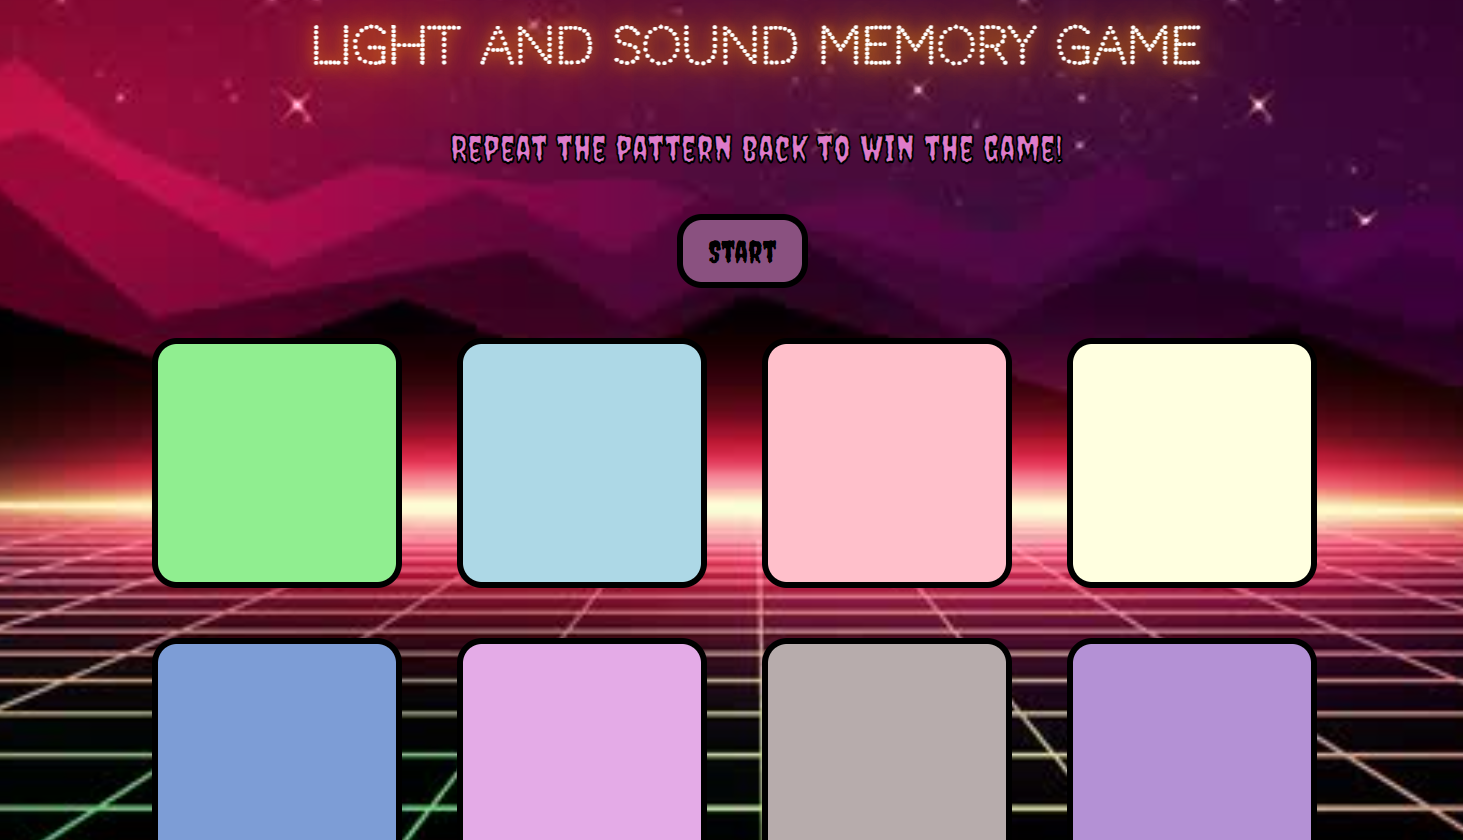 LIGHT AND SOUND MEMORY GAME
REPEAT THE PATTERN BACK TO WIN THE GAME!
START